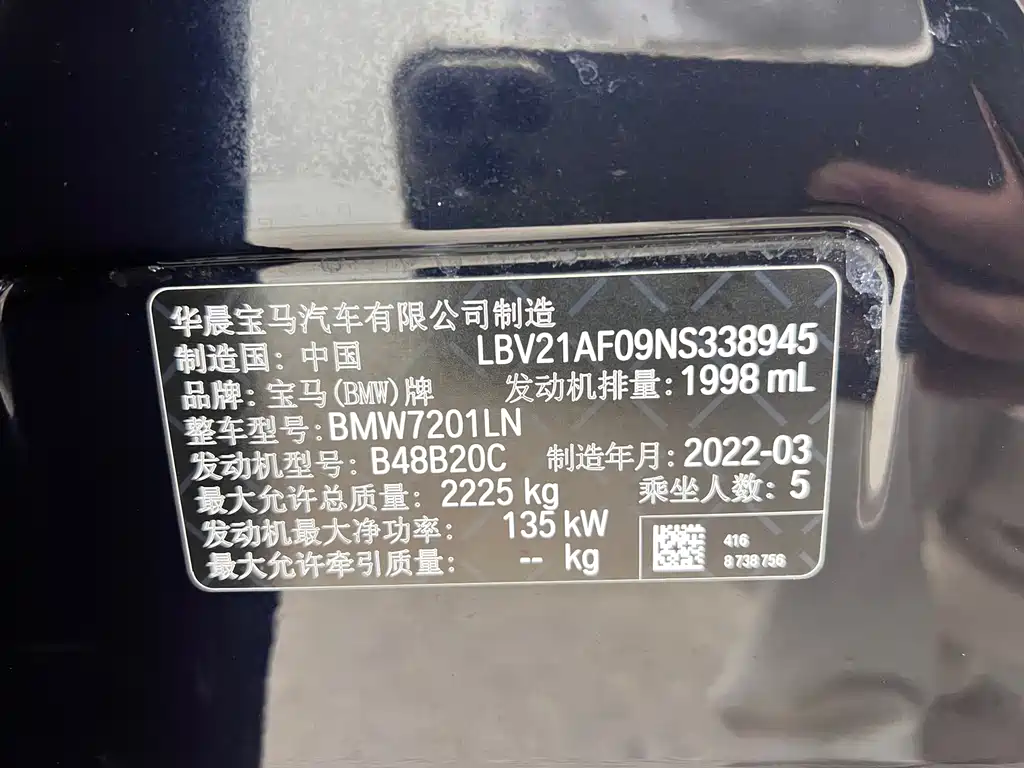 华晨宝马汽车有限公司制造
制造国：中国 LBV21AF09NS338945
品牌：宝马(BMW)牌 发动机排量：1998 mL
整车型号：BMW7201LN
发动机型号：B48B20C 制造年月：2022-03
最大允许总质量：2225 kg 乘坐人数：5
发动机最大净功率：135 kW
最大允许牵引质量：-- kg
416
8 738 756